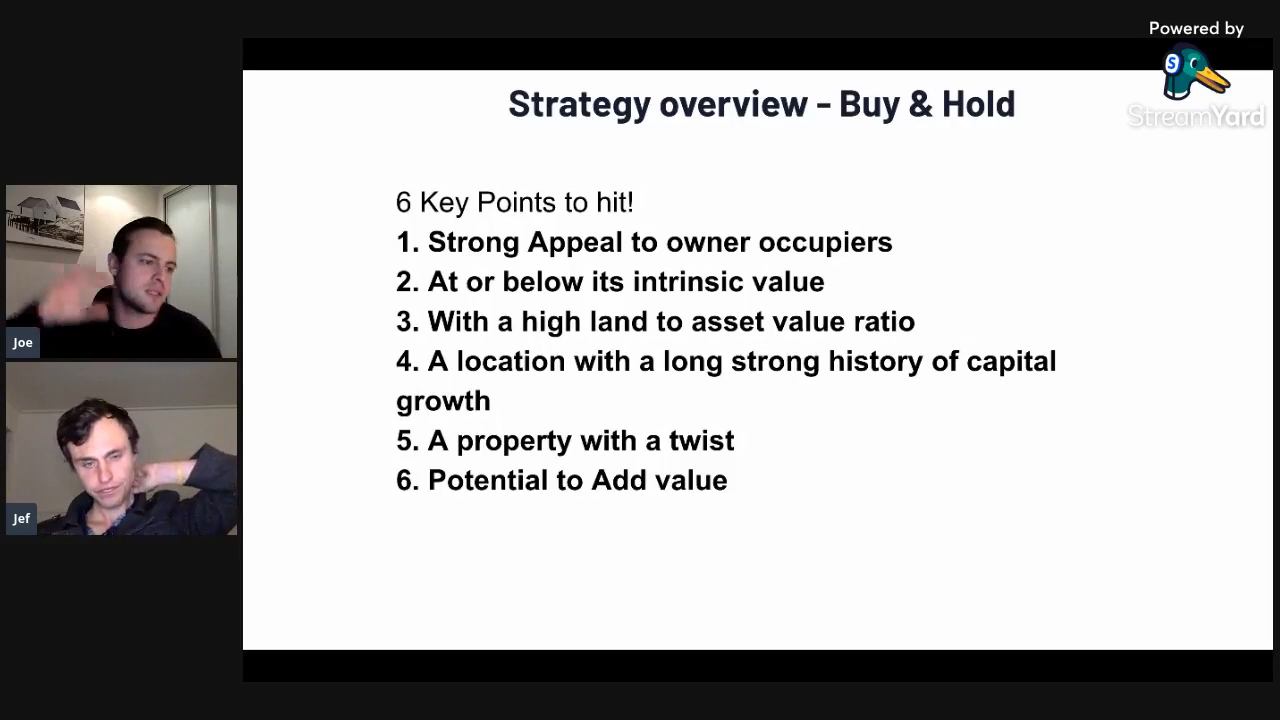 Powered by
S
StreamYard
Strategy overview - Buy & Hold
6 Key Points to hit!
1. Strong Appeal to owner occupiers
2. At or below its intrinsic value
3. With a high land to asset value ratio
4. A location with a long strong history of capital
growth
5. A property with a twist
6. Potential to Add value
Joe
Jef